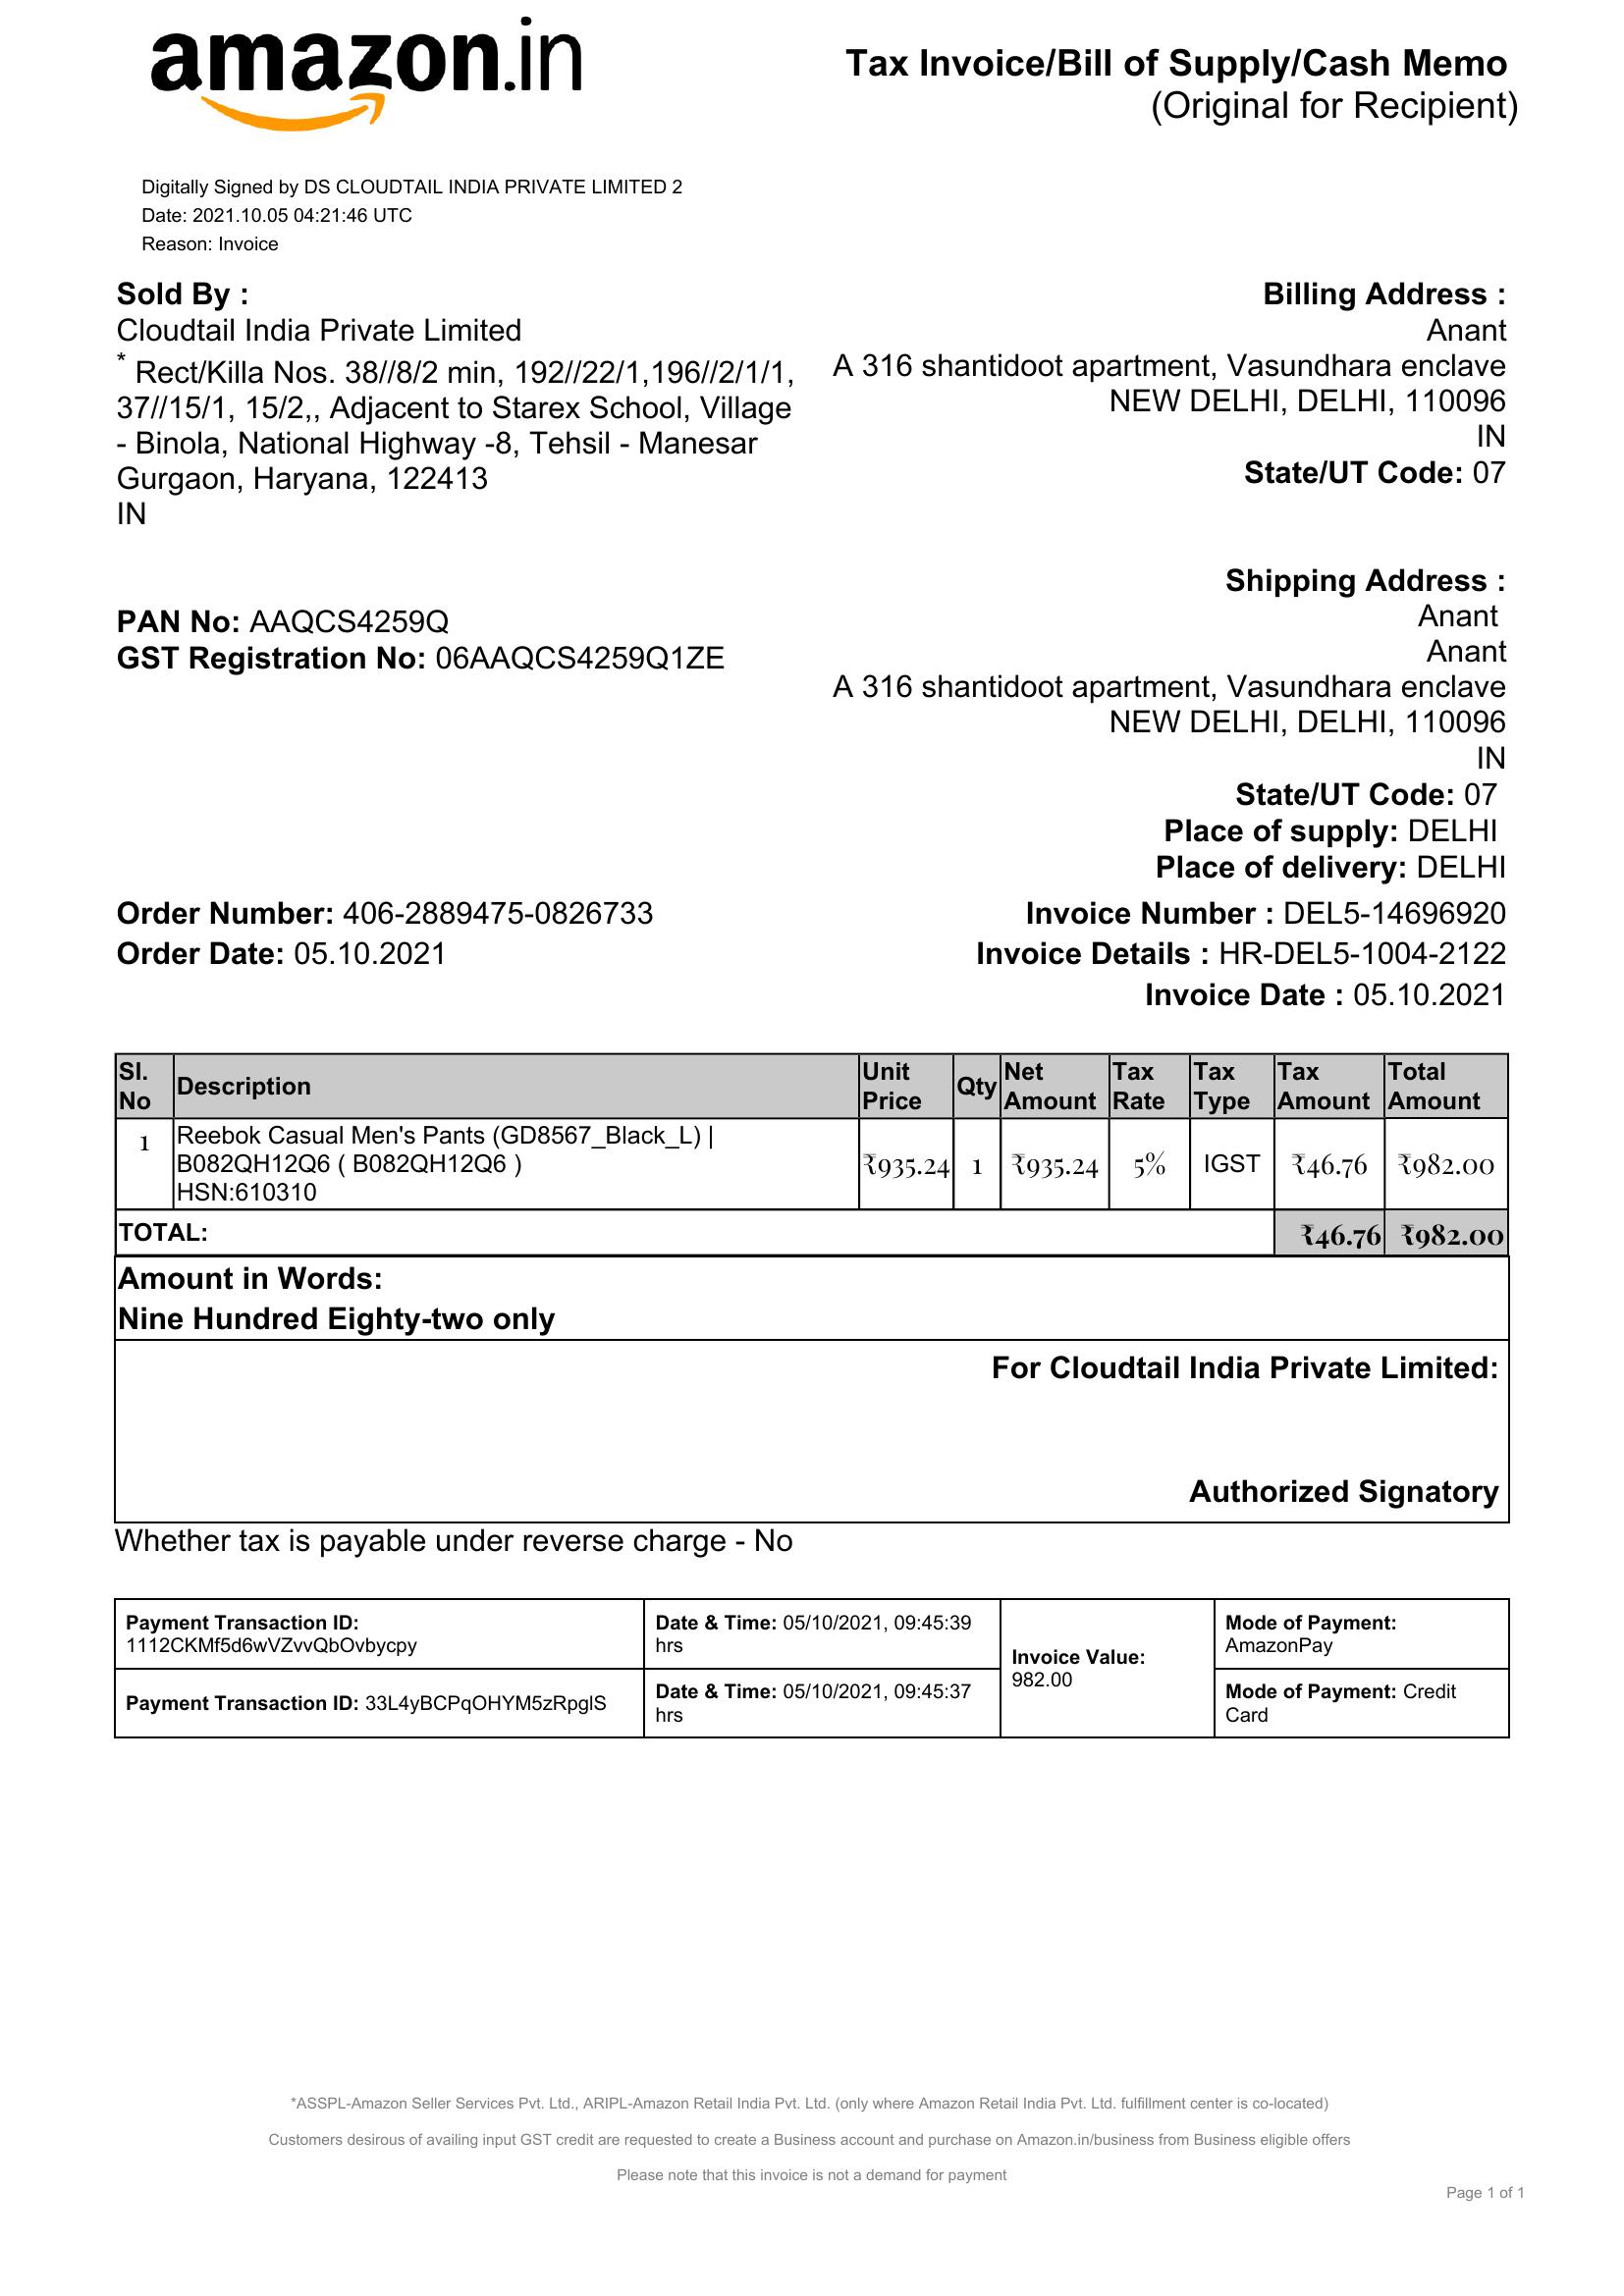 amazon.in
Tax Invoice/Bill of Supply/Cash Memo
(Original for Recipient)
Digitally Signed by DS CLOUDTAIL INDIA PRIVATE LIMITED 2
Date: 2021.10.05 04:21:46 UTC
Reason: Invoice
Sold By :
Cloudtail India Private Limited
* Rect/Killa Nos. 38//8/2 min, 192//22/1,196//2/1/1,
37//15/1, 15/2,, Adjacent to Starex School, Village
- Binola, National Highway -8, Tehsil - Manesar
Gurgaon, Haryana, 122413
IN
Billing Address :
Anant
A 316 shantidoot apartment, Vasundhara enclave
NEW DELHI, DELHI, 110096
IN
State/UT Code: 07
PAN No: AAQCS4259Q
GST Registration No: 06AAQCS4259Q1ZE
Shipping Address :
Anant
Anant
A 316 shantidoot apartment, Vasundhara enclave
NEW DELHI, DELHI, 110096
IN
State/UT Code: 07
Place of supply: DELHI
Place of delivery: DELHI
Order Number: 406-2889475-0826733
Order Date: 05.10.2021
Invoice Number : DEL5-14696920
Invoice Details : HR-DEL5-1004-2122
Invoice Date : 05.10.2021
Sl. No Description Unit Price Qty Net Amount Tax Rate Tax Type Tax Amount Total Amount
1 Reebok Casual Men's Pants (GD8567_Black_L) |
B082QH12Q6 ( B082QH12Q6 )
HSN:610310
₹935.24 1 ₹935.24 5% IGST ₹46.76 ₹982.00
TOTAL: ₹46.76 ₹982.00
Amount in Words:
Nine Hundred Eighty-two only
For Cloudtail India Private Limited:
Authorized Signatory
Whether tax is payable under reverse charge - No
Payment Transaction ID:
1112CKMf5d6wVZvvQbOvbycpy
Date & Time: 05/10/2021, 09:45:39
hrs
Invoice Value:
982.00
Mode of Payment:
AmazonPay
Payment Transaction ID: 33L4yBCPqOHYM5zRpglS
Date & Time: 05/10/2021, 09:45:37
hrs
Mode of Payment: Credit
Card
*ASSPL-Amazon Seller Services Pvt. Ltd., ARIPL-Amazon Retail India Pvt. Ltd. (only where Amazon Retail India Pvt. Ltd. fulfillment center is co-located)
Customers desirous of availing input GST credit are requested to create a Business account and purchase on Amazon.in/business from Business eligible offers
Please note that this invoice is not a demand for payment
Page 1 of 1